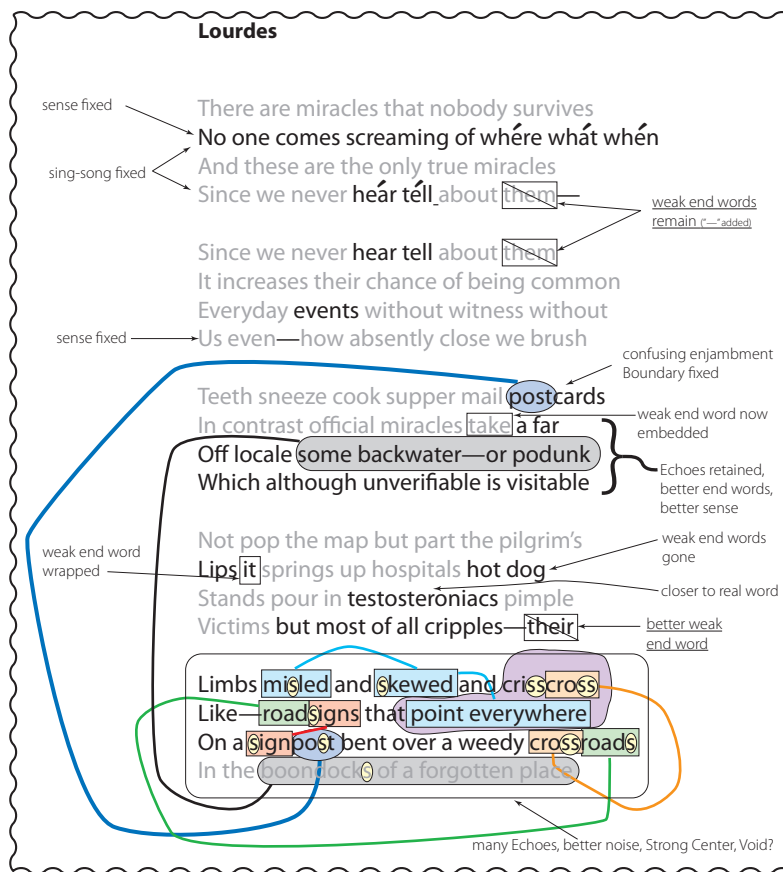 Lourdes
There are miracles that nobody survives
sense fixed
No one comes screaming of whére whát whén
And these are the only true miracles
sing-song fixed
Since we never heár téll about them—
weak end words
remain ("—" added)
Since we never hear tell about them
It increases their chance of being common
Everyday events without witness without
sense fixed
Us even—how absently close we brush
confusing enjambment
Boundary fixed
Teeth sneeze cook supper mail postcards
In contrast official miracles take a far
weak end word now
embedded
Off locale some backwater—or podunk
Which although unverifiable is visitable
Echoes retained,
better end words,
better sense
Not pop the map but part the pilgrim's
weak end words
gone
weak end word
wrapped
Lips it springs up hospitals hot dog
Stands pour in testosteroniacs pimple
closer to real word
Victims but most of all cripples—their
better weak
end word
Limbs misled and skewed and crisscross
Like—roadsigns that point everywhere
On a signpost bent over a weedy crossroads
In the boondocks of a forgotten place
many Echoes, better noise, Strong Center, Void?